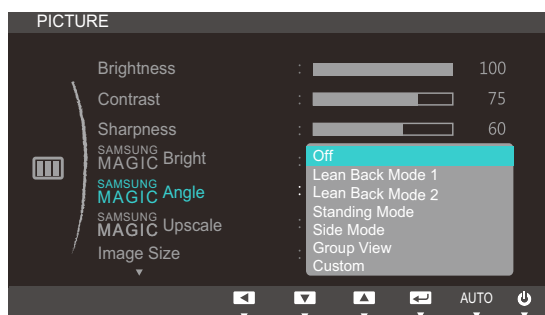 PICTURE
Brightness : 100
Contrast : 75
Sharpness : 60
SAMSUNG MAGIC Bright :
SAMSUNG MAGIC Angle :
SAMSUNG MAGIC Upscale :
Image Size :
Off
Lean Back Mode 1
Lean Back Mode 2
Standing Mode
Side Mode
Group View
Custom
AUTO